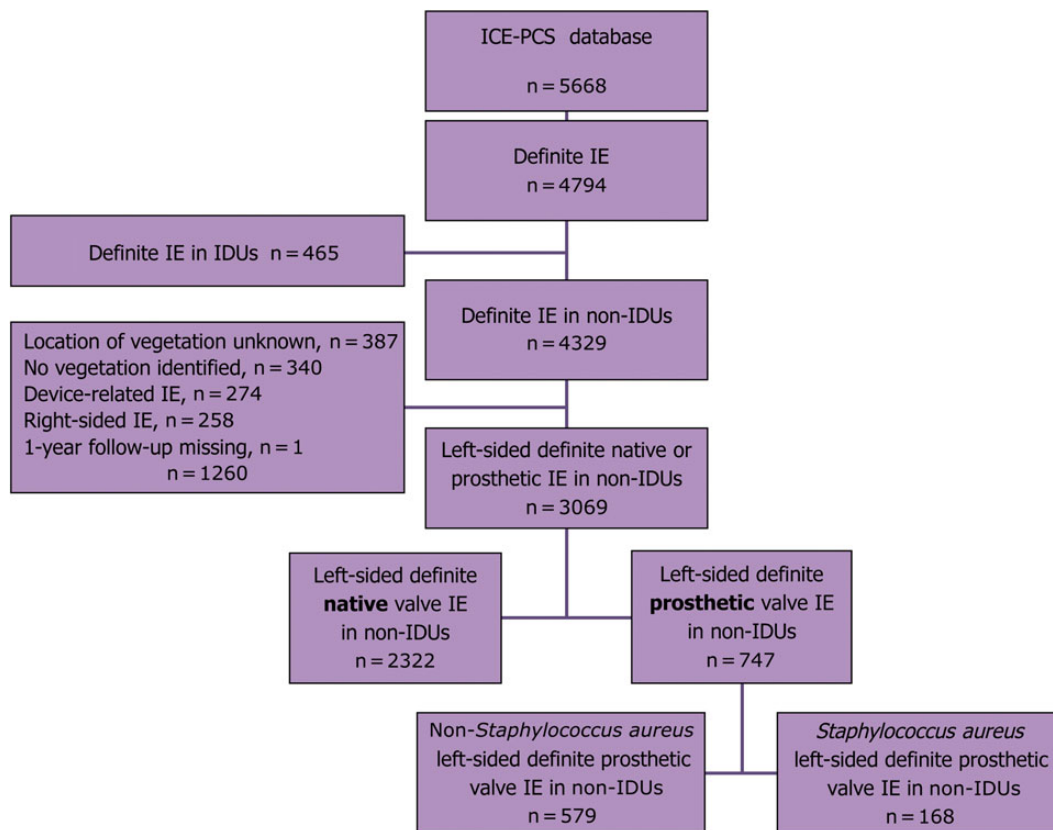 ICE-PCS database
n = 5668
Definite IE
n = 4794
Definite IE in IDUs n = 465
Definite IE in non-IDUs
n = 4329
Location of vegetation unknown, n = 387
No vegetation identified, n = 340
Device-related IE, n = 274
Right-sided IE, n = 258
1-year follow-up missing, n = 1
n = 1260
Left-sided definite native or
prosthetic IE in non-IDUs
n = 3069
Left-sided definite
native valve IE
in non-IDUs
n = 2322
Left-sided definite
prosthetic valve IE
in non-IDUs
n = 747
Non-Staphylococcus aureus
left-sided definite prosthetic
valve IE in non-IDUs
n = 579
Staphylococcus aureus
left-sided definite prosthetic
valve IE in non-IDUs
n = 168